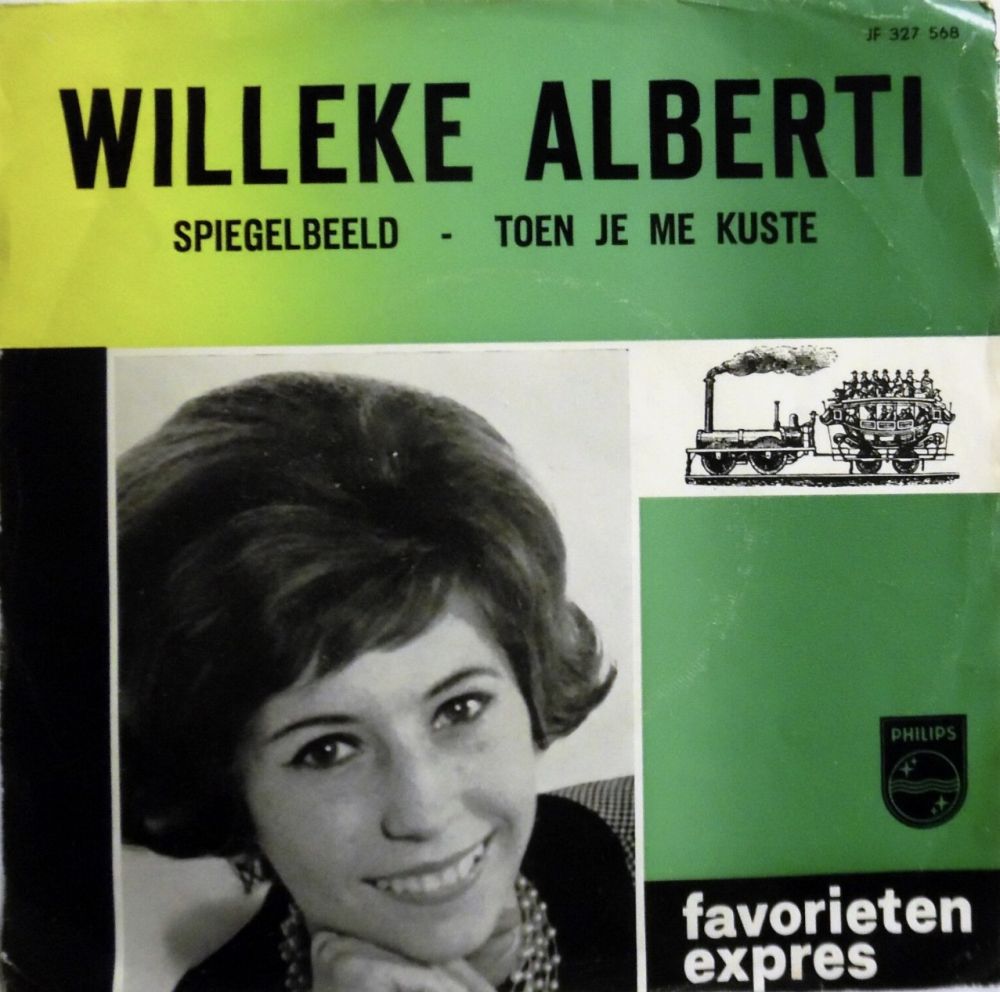 JF 327 568
WILLEKE ALBERTI
SPIEGELBEELD - TOEN JE ME KUSTE
PHILIPS
favorieten
expres